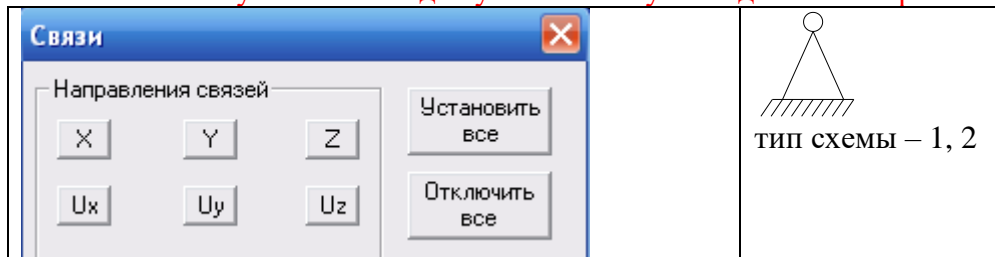 Связи
Направления связей
Установить
все
X Y Z
Ux Uy Uz
Отключить
все
тип схемы – 1, 2